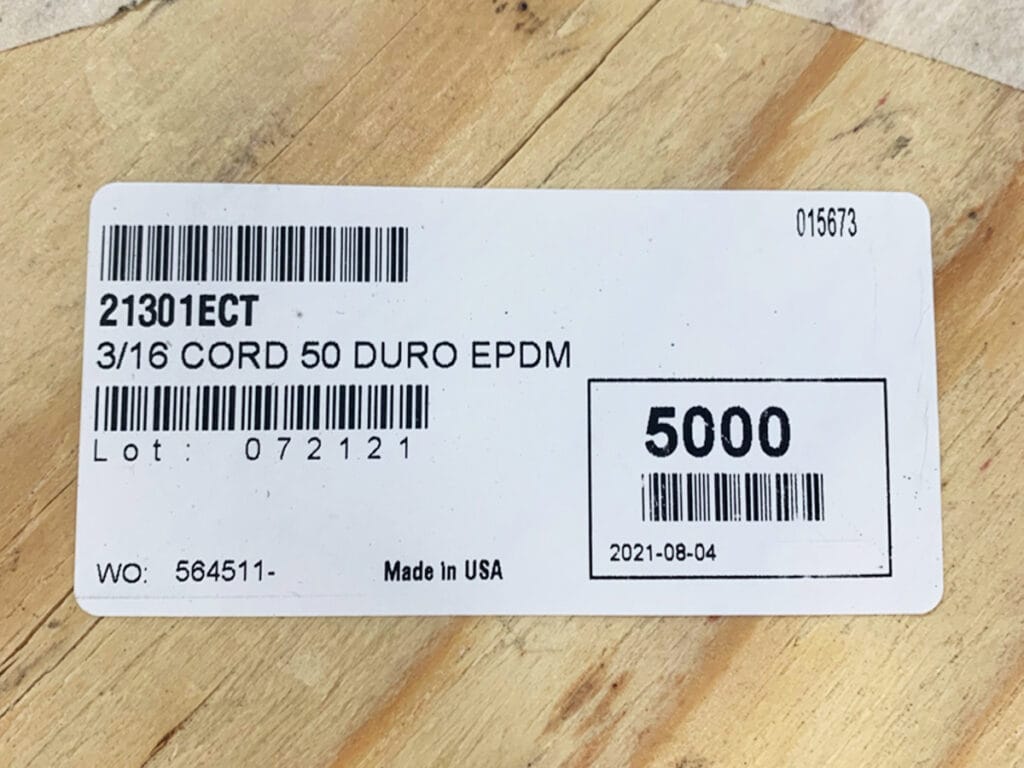 015673
21301ECT
3/16 CORD 50 DURO EPDM
Lot: 072121
5000
2021-08-04
WO: 564511-
Made in USA